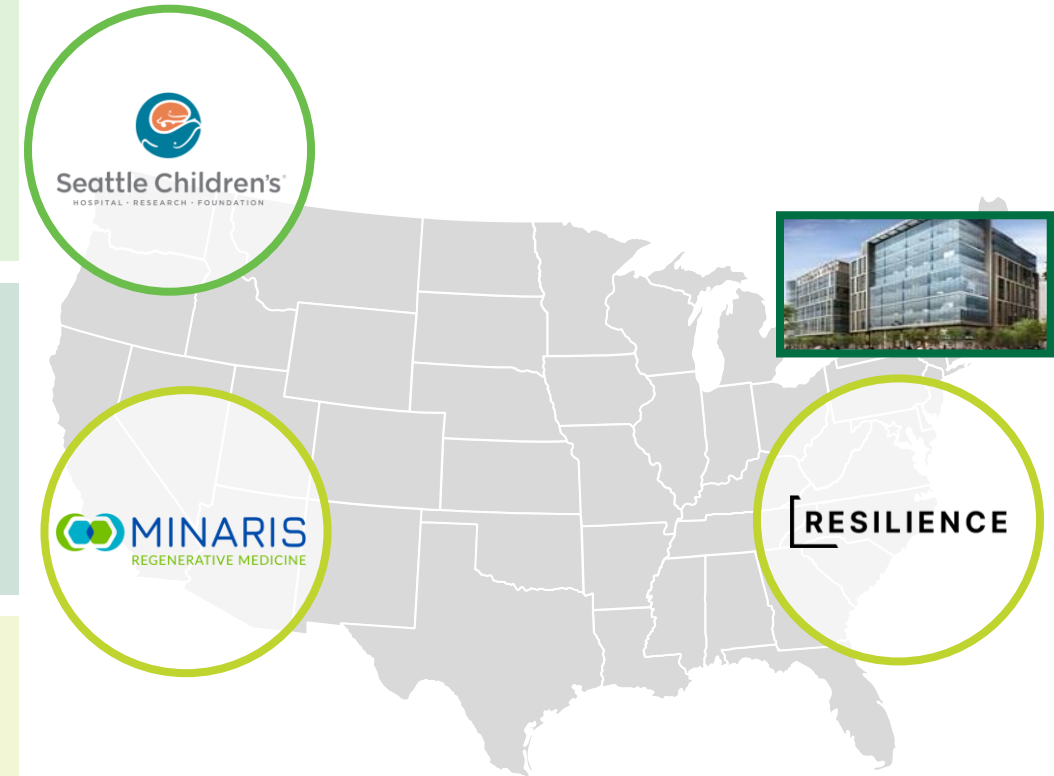 Seattle Children's
HOSPITAL • RESEARCH • FOUNDATION
MINARIS
REGENERATIVE MEDICINE
RESILIENCE